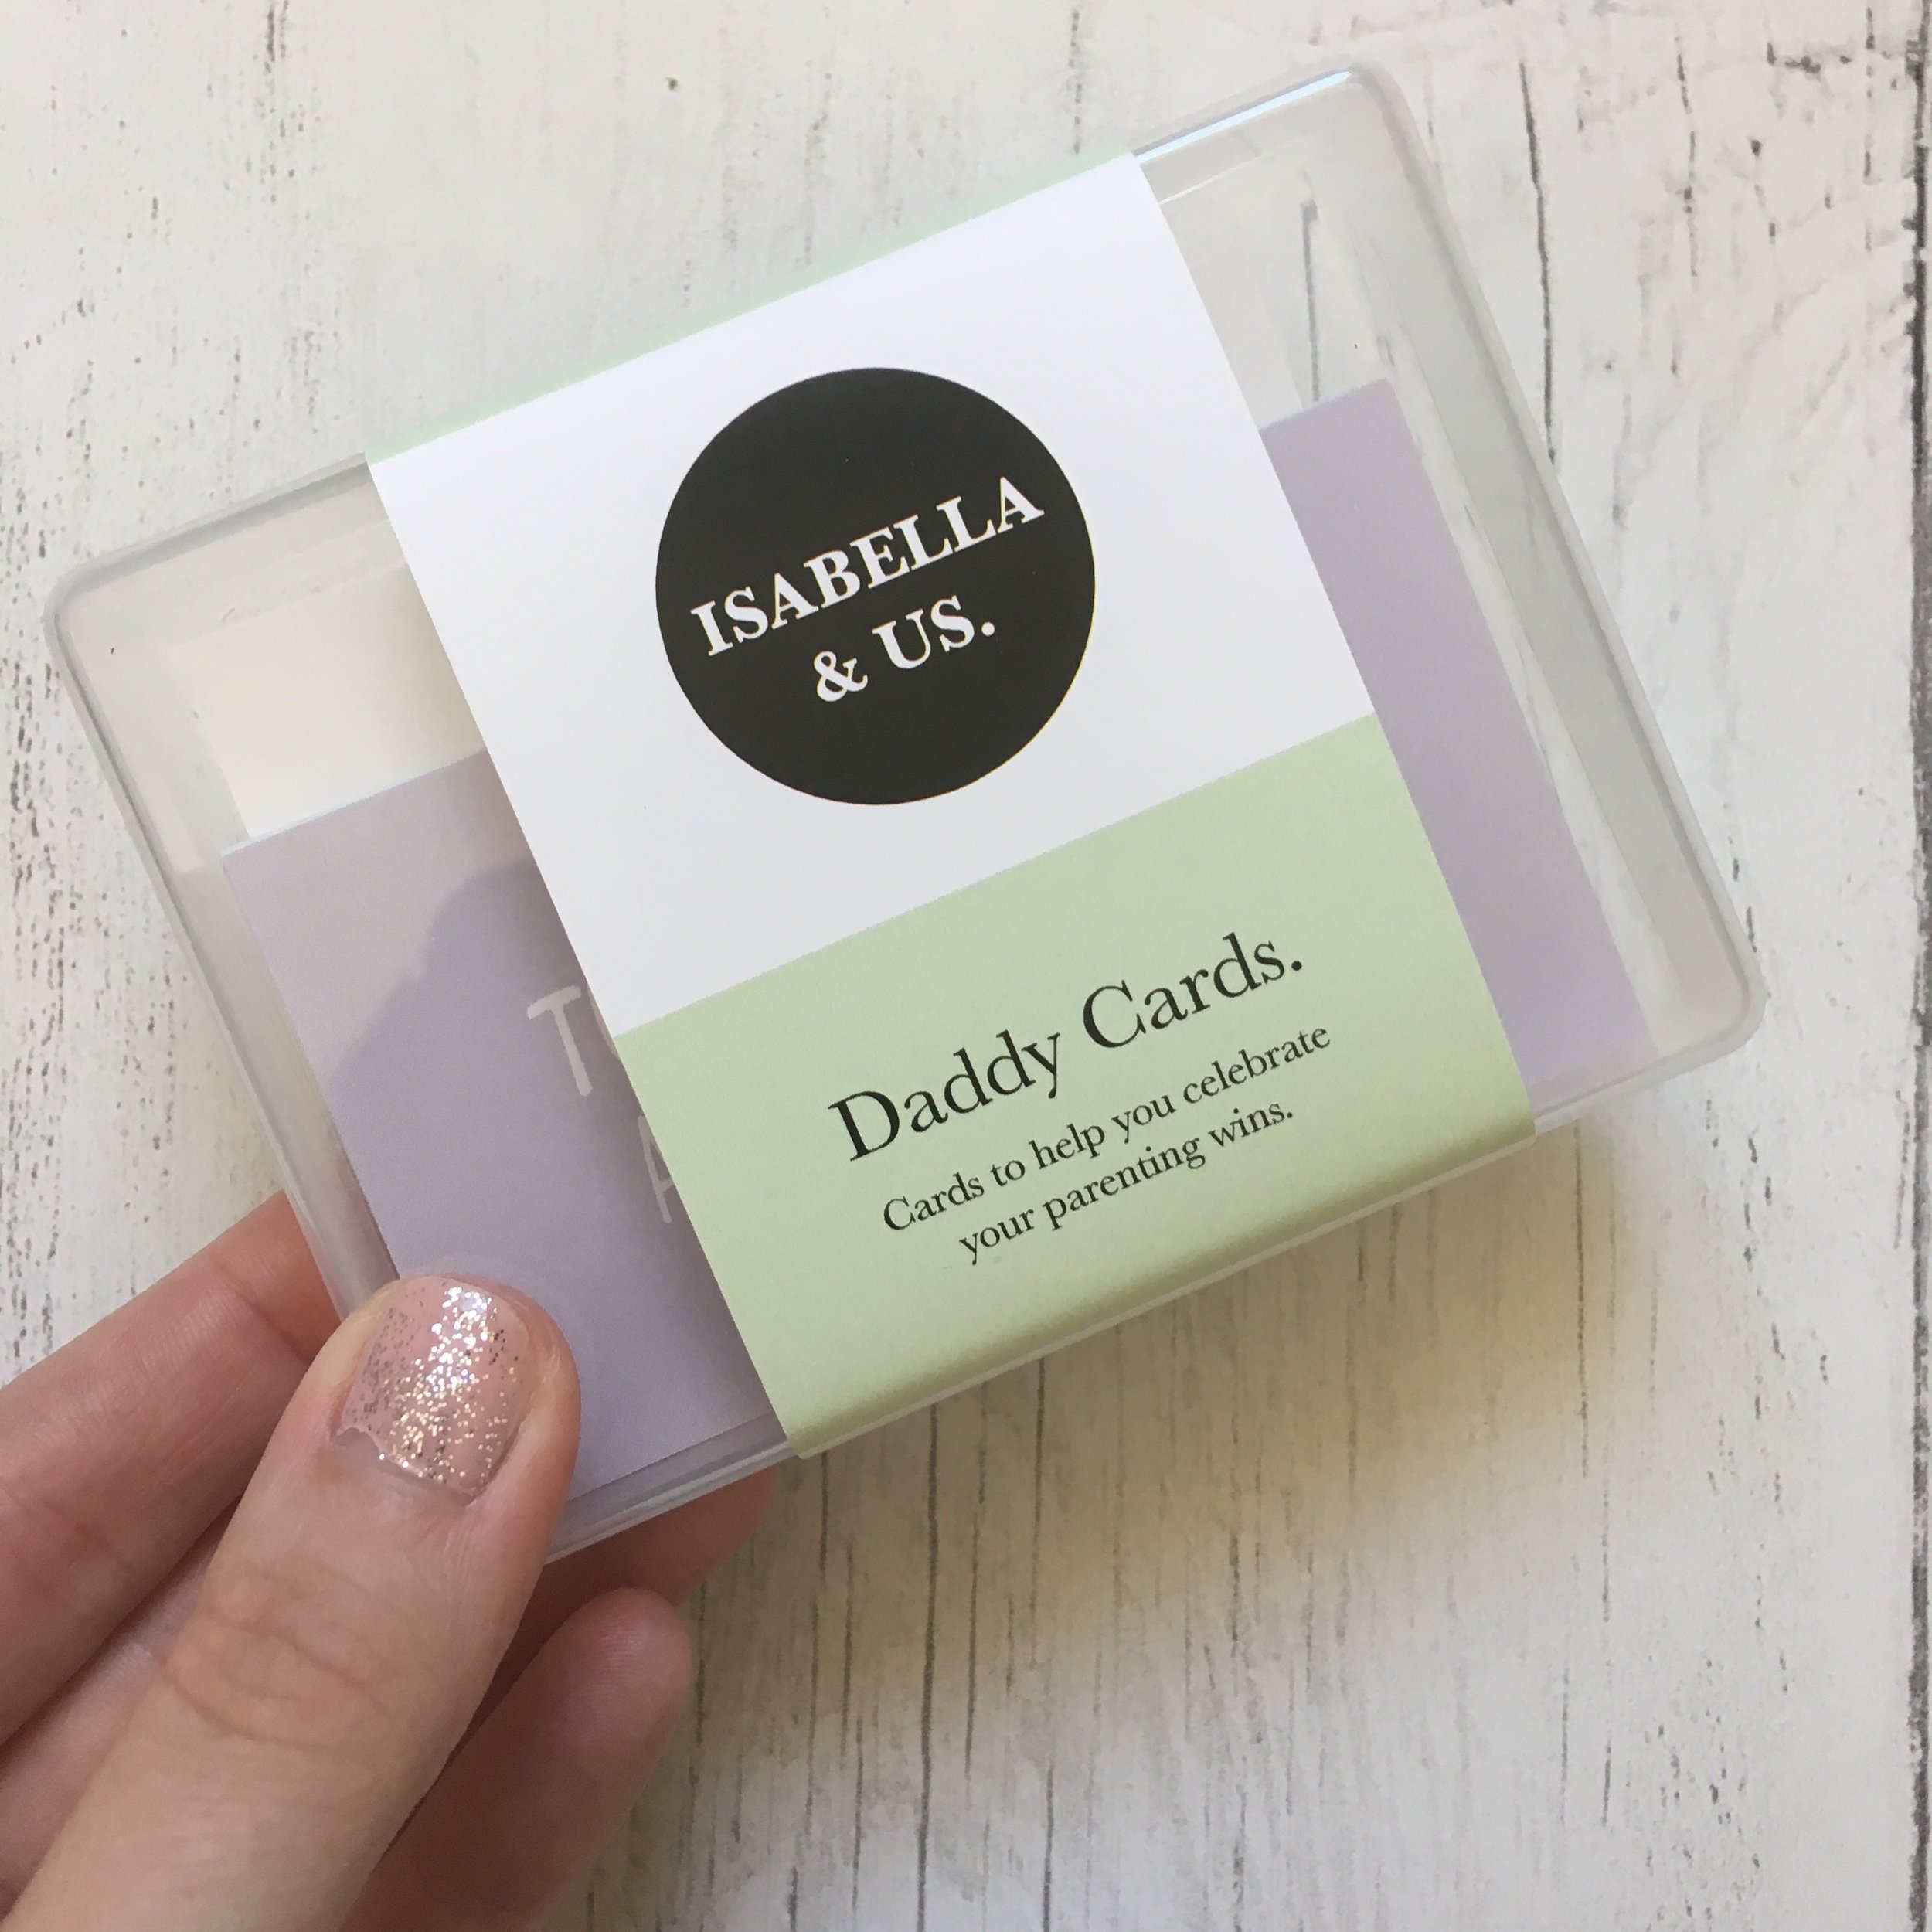 ISABELLA
& US.
Daddy Cards.
Cards to help you celebrate
your parenting wins.